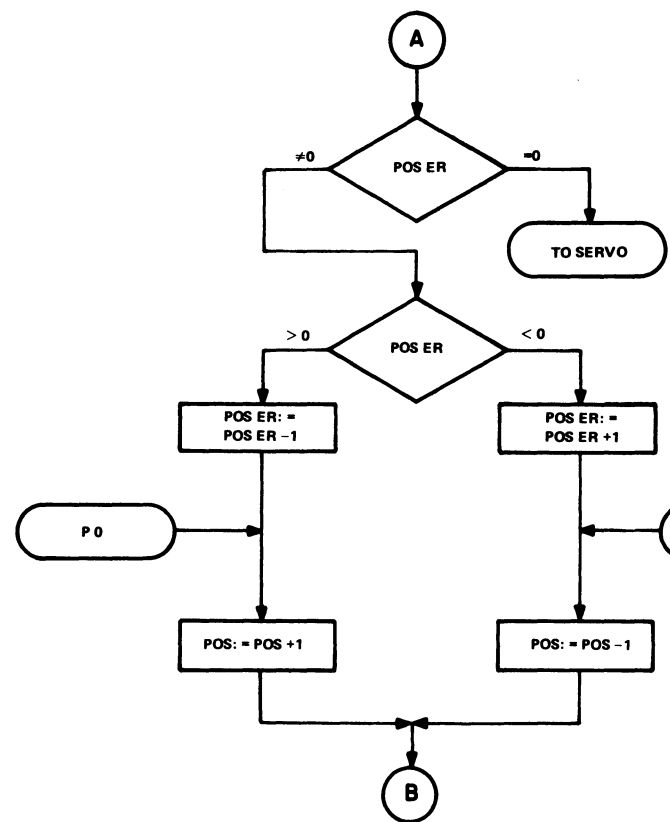 A
≠0
POS ER
=0
TO SERVO
> 0
POS ER
< 0
POS ER: =
POS ER −1
POS ER: =
POS ER +1
P 0
POS: = POS +1
POS: = POS −1
B